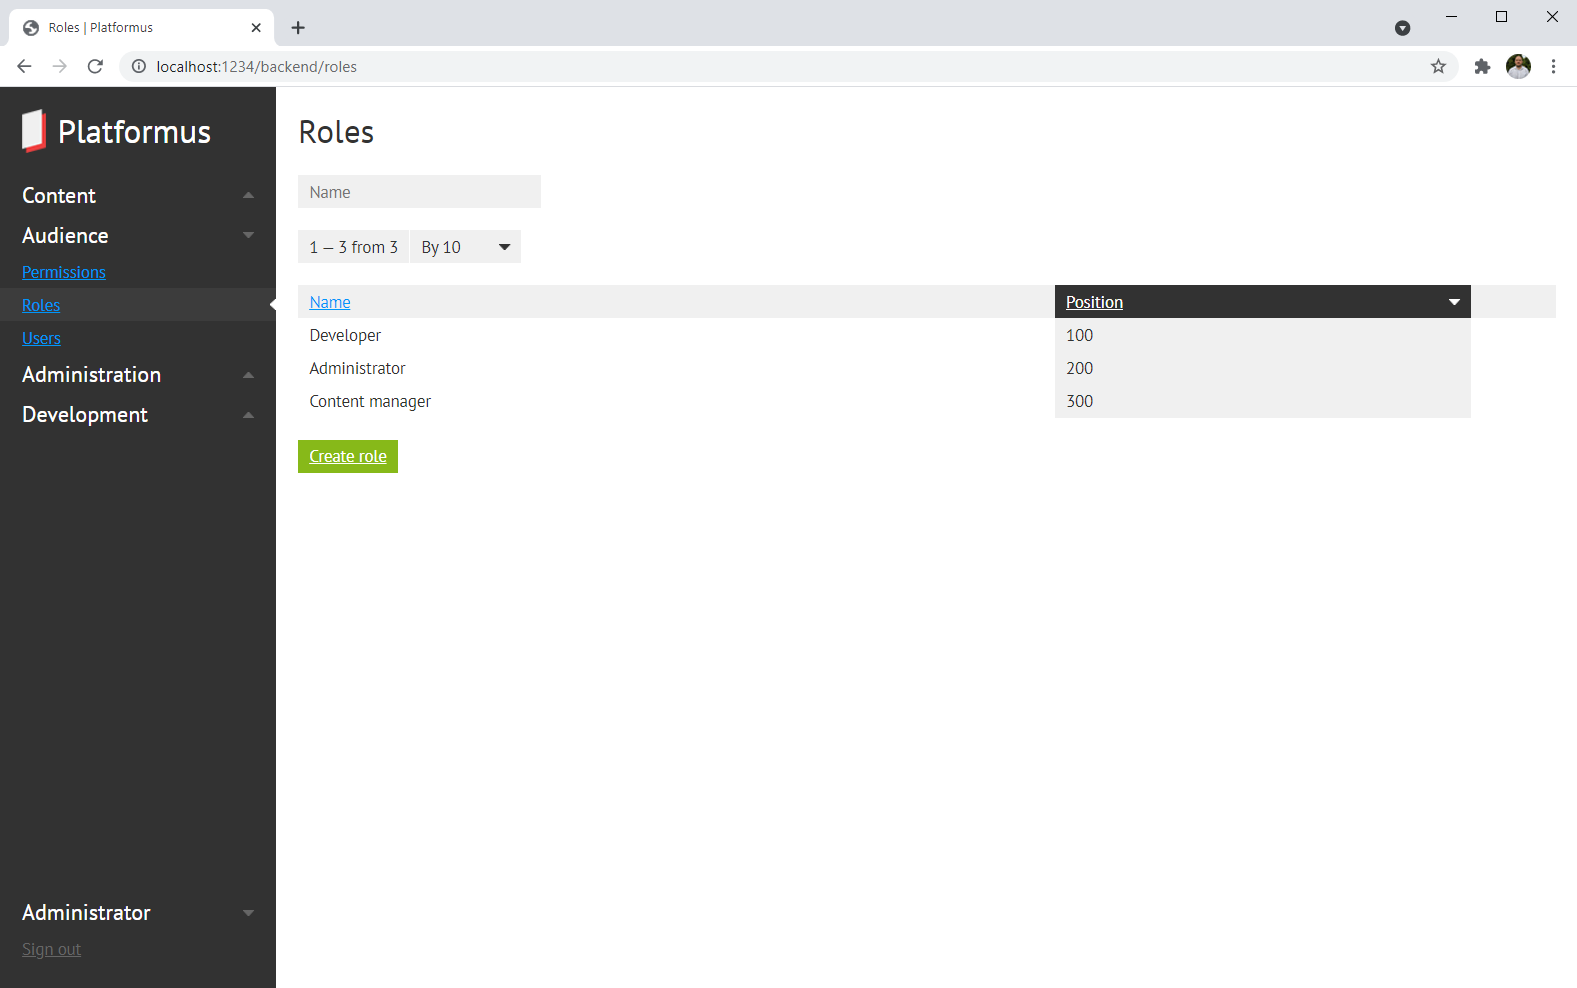 Roles | Platformus
localhost:1234/backend/roles
Platformus
Content
Audience
Permissions
Roles
Users
Administration
Development
Administrator
Sign out
Roles
Name
1 — 3 from 3 By 10
Name Position
Developer 100
Administrator 200
Content manager 300
Create role